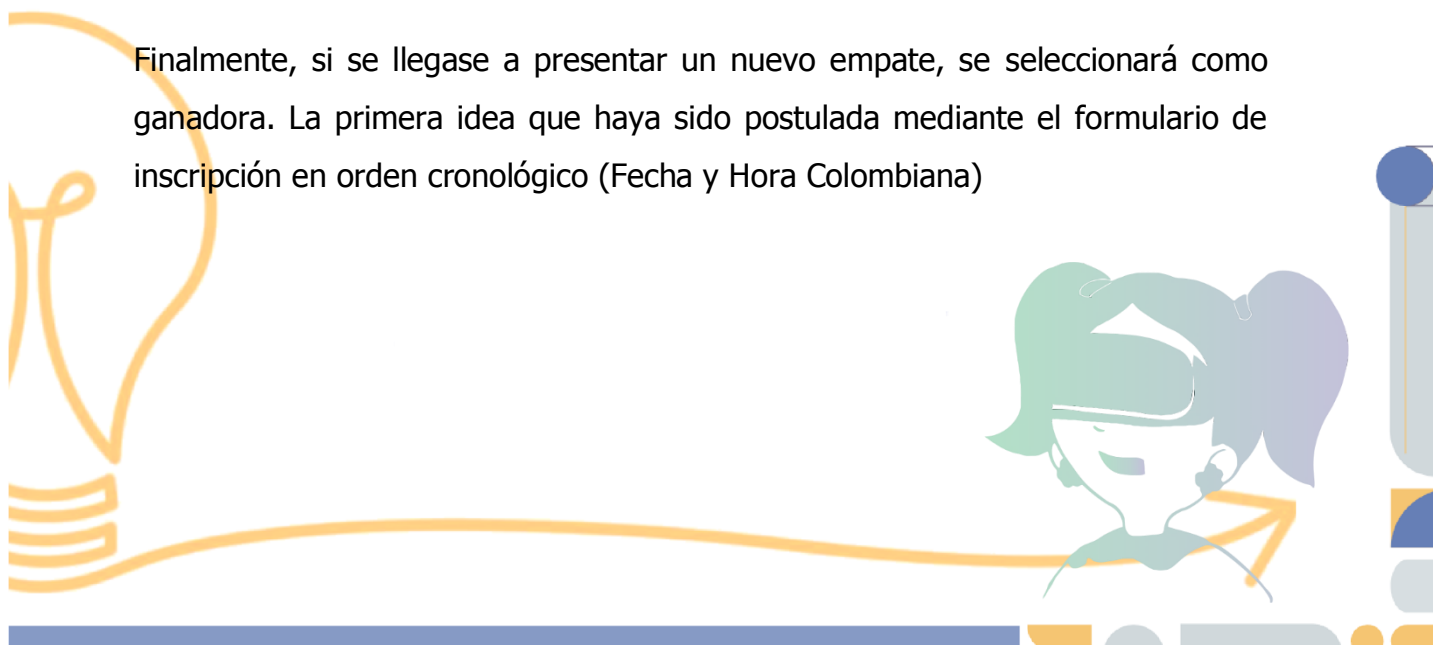 Finalmente, si se llegase a presentar un nuevo empate, se seleccionará como
ganadora. La primera idea que haya sido postulada mediante el formulario de
inscripción en orden cronológico (Fecha y Hora Colombiana)